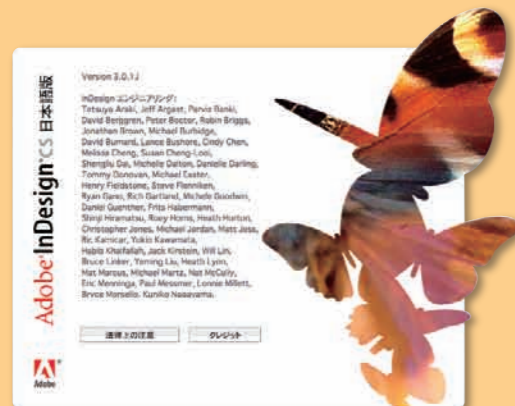 Adobe® InDesign® CS 日本語版
Version 3.0.1J
InDesign エンジニアリング:
Tetsuya Araki, Jeff Argast, Parvis Banki,
David Berggren, Peter Boctor, Robin Briggs,
Jonathan Brown, Michael Burbidge,
David Burnard, Lance Bushore, Cindy Chen,
Melissa Cheng, Susan Cheng-Looi,
Shengliu Dai, Michelle Dalton, Danielle Darling,
Tommy Donovan, Michael Easter,
Henry Fieldstone, Steve Flenniken,
Ryan Gano, Rich Gartland, Michele Goodwin,
Daniel Guenther, Frits Habermann,
Shinji Hiramatsu, Roey Horns, Heath Horton,
Christopher Jones, Michael Jordan, Matt Joss,
Ric Kamicar, Yukio Kawamata,
Habib Khalfallah, Jack Kirstein, Will Lin,
Bruce Linker, Yeming Liu, Heath Lynn,
Mat Marcus, Michael Martz, Nat McCully,
Eric Menninga, Paul Messmer, Lonnie Millett,
Bryce Morsello, Kuniko Nagayama,
法律上の注意
クレジット
Adobe